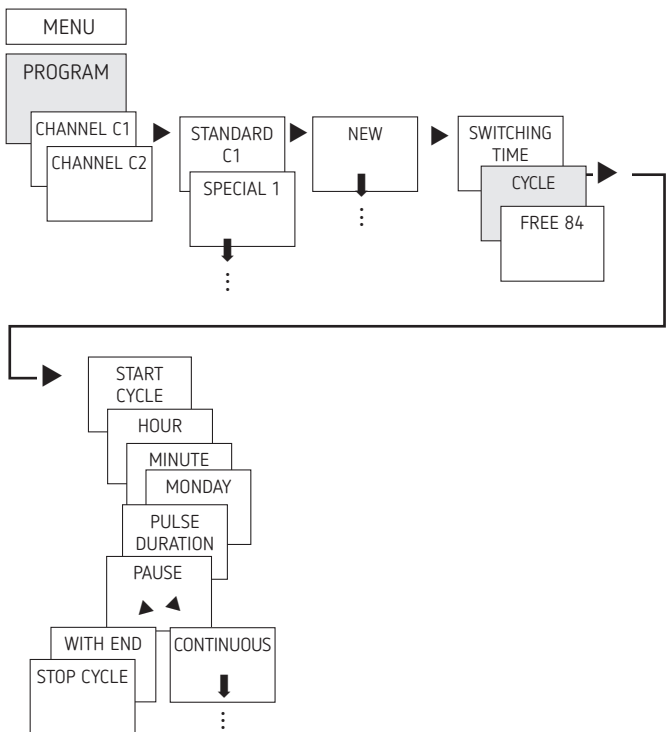 MENU
PROGRAM
CHANNEL C1
CHANNEL C2
STANDARD
C1
SPECIAL 1
NEW
SWITCHING
TIME
CYCLE
FREE 84
START
CYCLE
HOUR
MINUTE
MONDAY
PULSE
DURATION
PAUSE
WITH END
STOP CYCLE
CONTINUOUS